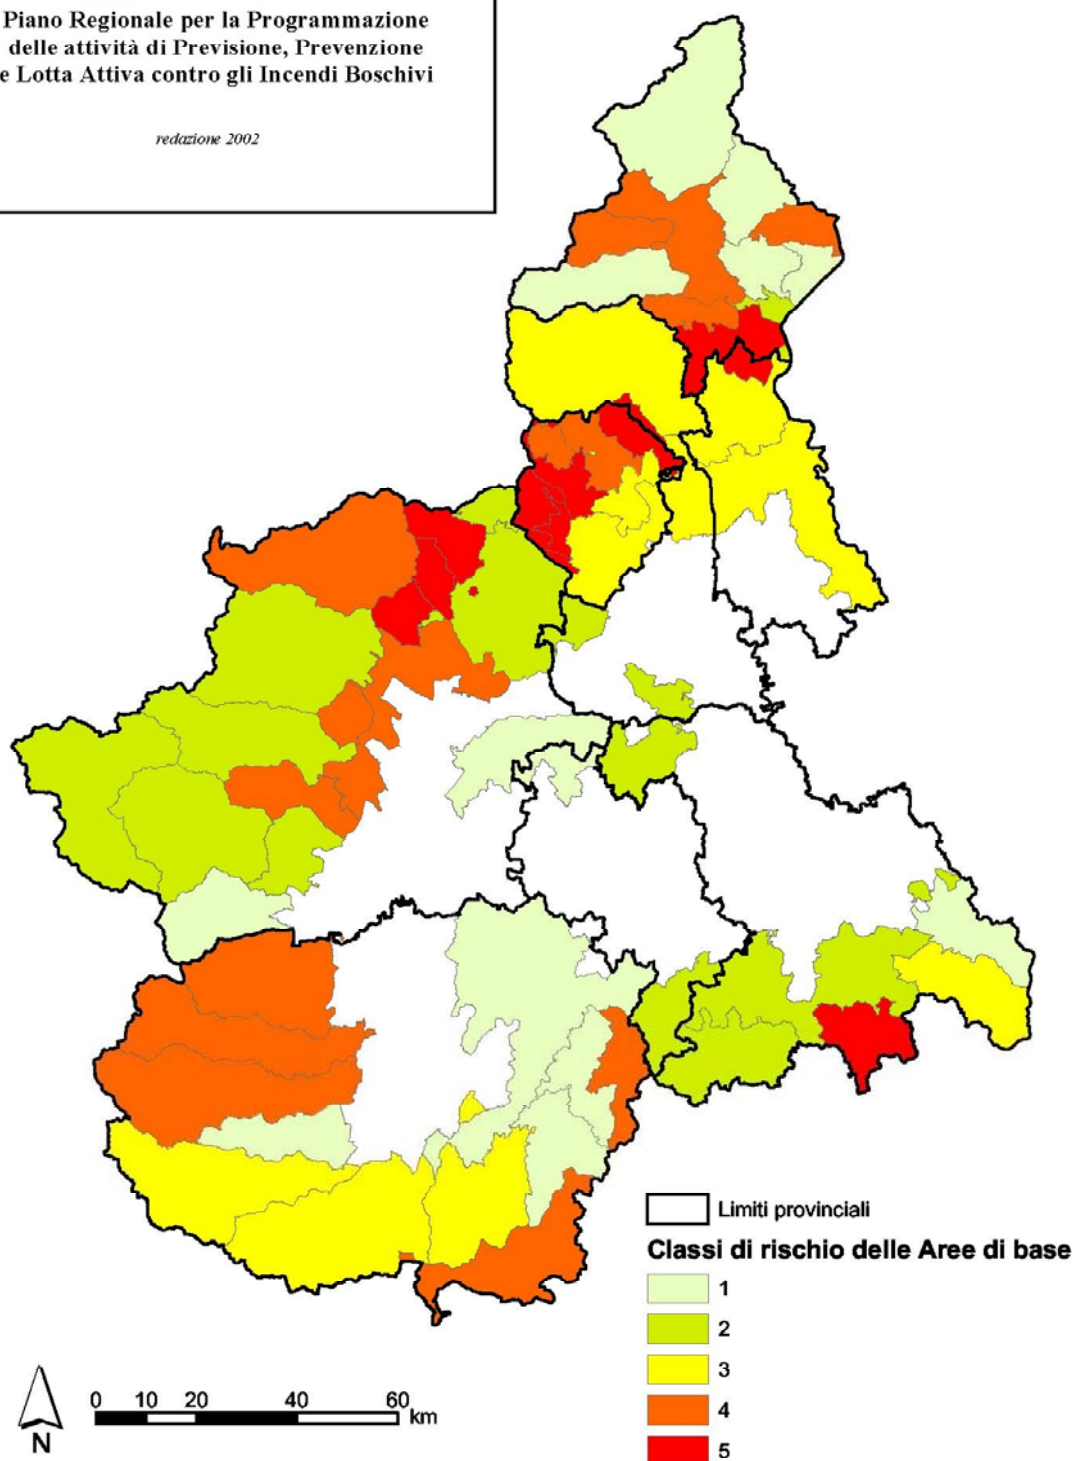 Piano Regionale per la Programmazione
delle attività di Previsione, Prevenzione
e Lotta Attiva contro gli Incendi Boschivi
redazione 2002
Limiti provinciali
Classi di rischio delle Aree di base
1
2
3
4
5
0 10 20 40 60
km
N